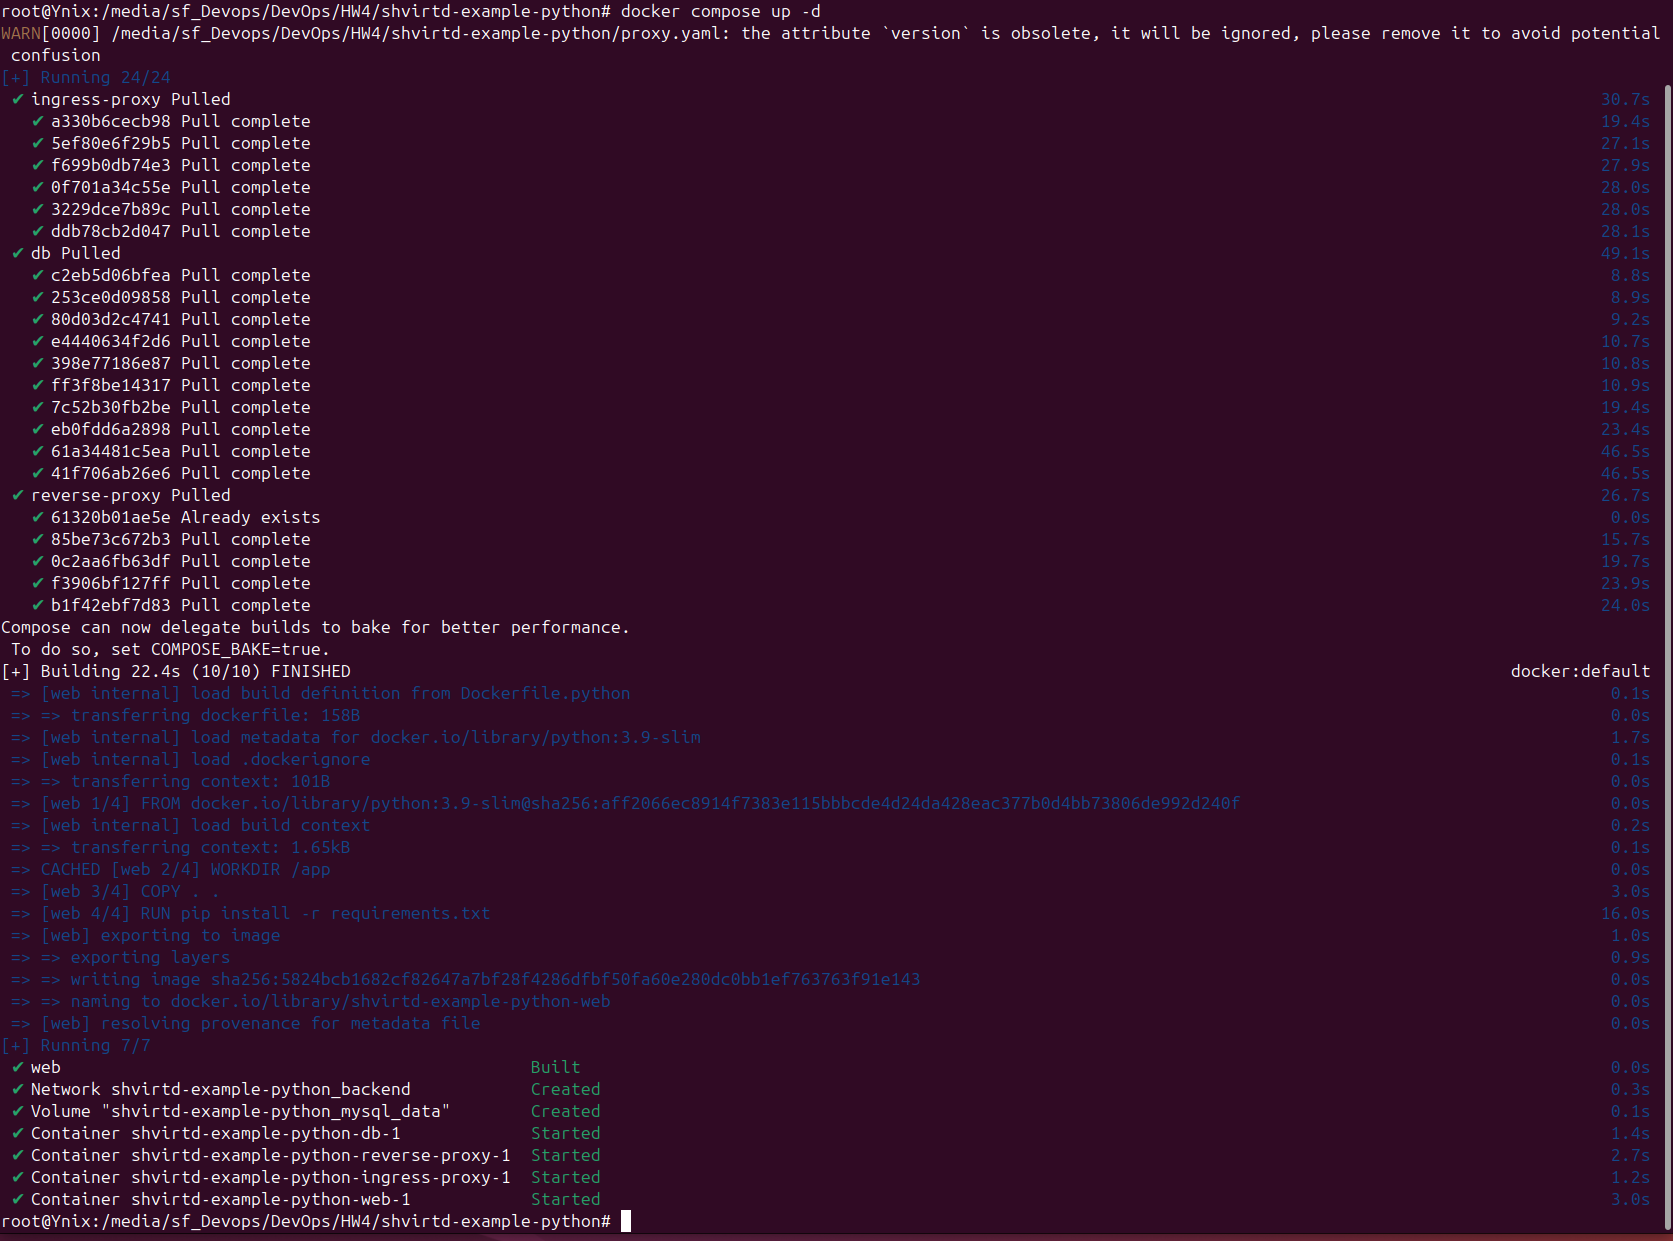 root@Ynix:/media/sf_Devops/DevOps/HW4/shvirtd-example-python# docker compose up -d
WARN[0000] /media/sf_Devops/DevOps/HW4/shvirtd-example-python/proxy.yaml: the attribute `version` is obsolete, it will be ignored, please remove it to avoid potential
confusion
[+] Running 24/24
✔ ingress-proxy Pulled 30.7s
✔ a330b6cecb98 Pull complete 19.4s
✔ 5ef80e6f29b5 Pull complete 27.1s
✔ f699b0db74e3 Pull complete 27.9s
✔ 0f701a34c55e Pull complete 28.0s
✔ 3229dce7b89c Pull complete 28.0s
✔ ddb78cb2d047 Pull complete 28.1s
✔ db Pulled 49.1s
✔ c2eb5d06bfea Pull complete 8.8s
✔ 253ce0d09858 Pull complete 8.9s
✔ 80d03d2c4741 Pull complete 9.2s
✔ e4440634f2d6 Pull complete 10.7s
✔ 398e77186e87 Pull complete 10.8s
✔ ff3f8be14317 Pull complete 10.9s
✔ 7c52b30fb2be Pull complete 19.4s
✔ eb0fdd6a2898 Pull complete 23.4s
✔ 61a34481c5ea Pull complete 46.5s
✔ 41f706ab26e6 Pull complete 46.5s
✔ reverse-proxy Pulled 26.7s
✔ 61320b01ae5e Already exists 0.0s
✔ 85be73c672b3 Pull complete 15.7s
✔ 0c2aa6fb63df Pull complete 19.7s
✔ f3906bf127ff Pull complete 23.9s
✔ b1f42ebf7d83 Pull complete 24.0s
Compose can now delegate builds to bake for better performance.
To do so, set COMPOSE_BAKE=true.
[+] Building 22.4s (10/10) FINISHED docker:default
=> [web internal] load build definition from Dockerfile.python 0.1s
=> => transferring dockerfile: 158B 0.0s
=> [web internal] load metadata for docker.io/library/python:3.9-slim 1.7s
=> [web internal] load .dockerignore 0.1s
=> => transferring context: 101B 0.0s
=> [web 1/4] FROM docker.io/library/python:3.9-slim@sha256:aff2066ec8914f7383e115bbbcde4d24da428eac377b0d4bb73806de992d240f 0.0s
=> [web internal] load build context 0.2s
=> => transferring context: 1.65kB 0.1s
=> CACHED [web 2/4] WORKDIR /app 0.0s
=> [web 3/4] COPY . . 3.0s
=> [web 4/4] RUN pip install -r requirements.txt 16.0s
=> [web] exporting to image 1.0s
=> => exporting layers 0.9s
=> => writing image sha256:5824bcb1682cf82647a7bf28f4286dfbf50fa60e280dc0bb1ef763763f91e143 0.0s
=> => naming to docker.io/library/shvirtd-example-python-web 0.0s
=> [web] resolving provenance for metadata file 0.0s
[+] Running 7/7
✔ web Built 0.0s
✔ Network shvirtd-example-python_backend Created 0.3s
✔ Volume "shvirtd-example-python_mysql_data" Created 0.1s
✔ Container shvirtd-example-python-db-1 Started 1.4s
✔ Container shvirtd-example-python-reverse-proxy-1 Started 2.7s
✔ Container shvirtd-example-python-ingress-proxy-1 Started 1.2s
✔ Container shvirtd-example-python-web-1 Started 3.0s
root@Ynix:/media/sf_Devops/DevOps/HW4/shvirtd-example-python#